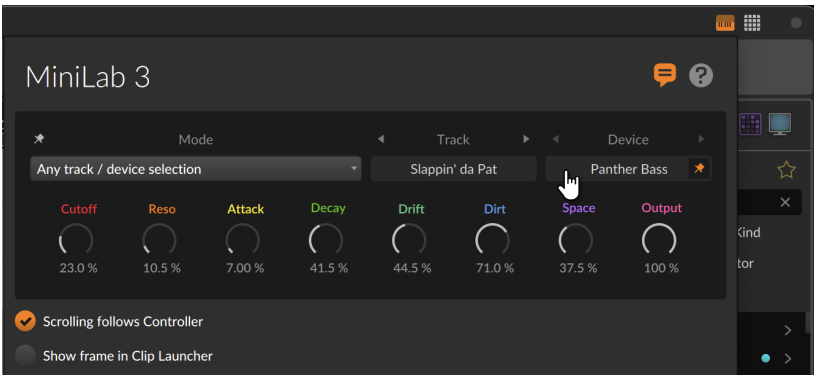 MiniLab 3
Mode Track Device
Any track / device selection Slappin' da Pat Panther Bass
Cutoff Reso Attack Decay Drift Dirt Space Output
23.0 % 10.5 % 7.00 % 41.5 % 44.5 % 71.0 % 37.5 % 100 %
Scrolling follows Controller
Show frame in Clip Launcher
Kind
tor